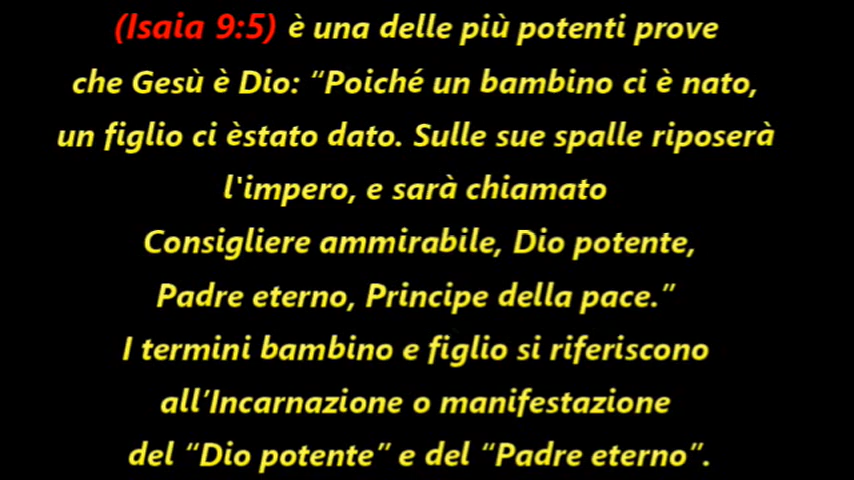 (Isaia 9:5) è una delle più potenti prove
che Gesù è Dio: “Poiché un bambino ci è nato,
un figlio ci èstato dato. Sulle sue spalle riposerà
l'impero, e sarà chiamato
Consigliere ammirabile, Dio potente,
Padre eterno, Principe della pace.”
I termini bambino e figlio si riferiscono
all’Incarnazione o manifestazione
del “Dio potente” e del “Padre eterno”.